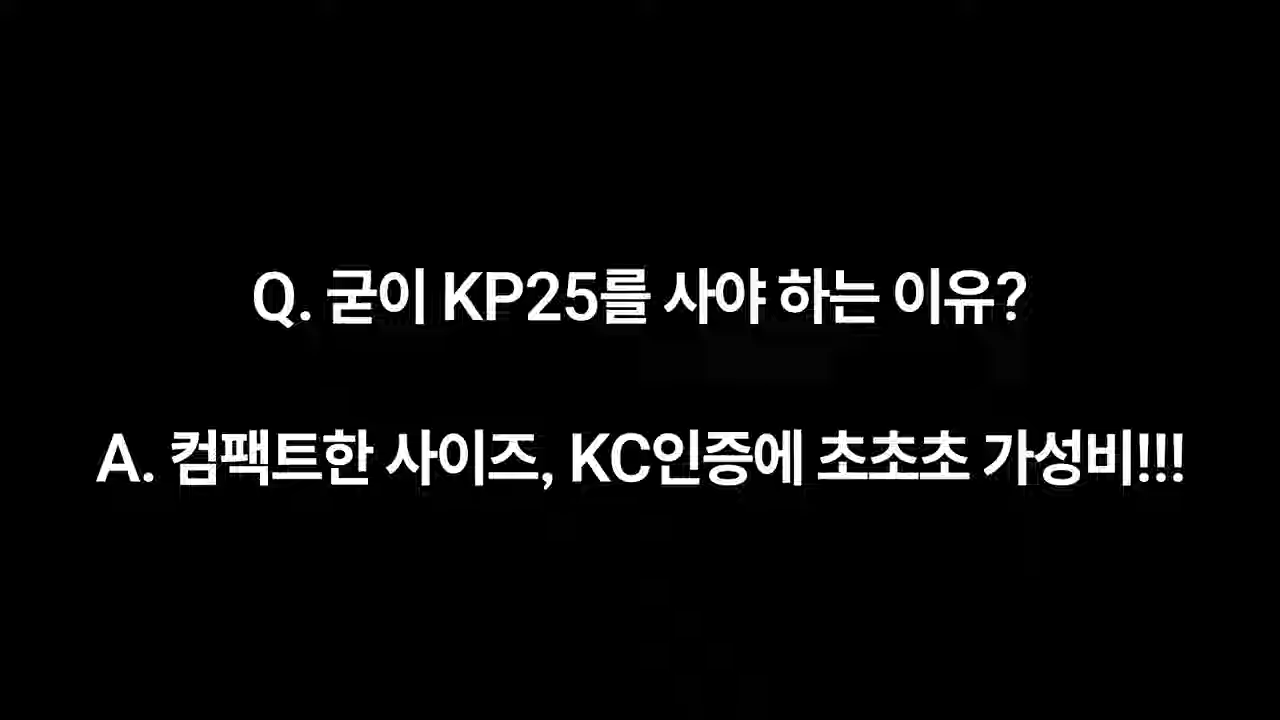 Q. 굳이 KP25를 사야 하는 이유?
A. 컴팩트한 사이즈, KC인증에 초초초 가성비!!!